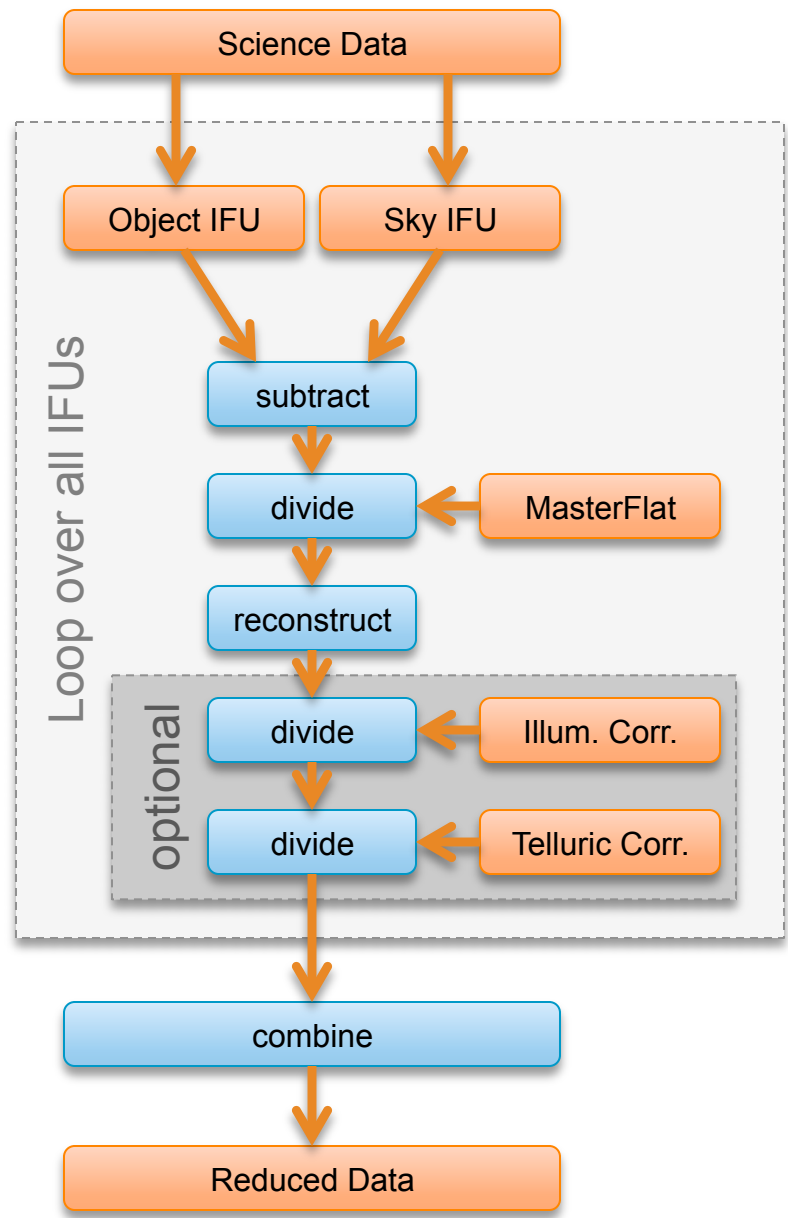 Science Data
Object IFU
Sky IFU
Loop over all IFUs
subtract
divide
MasterFlat
reconstruct
optional
divide
Illum. Corr.
divide
Telluric Corr.
combine
Reduced Data